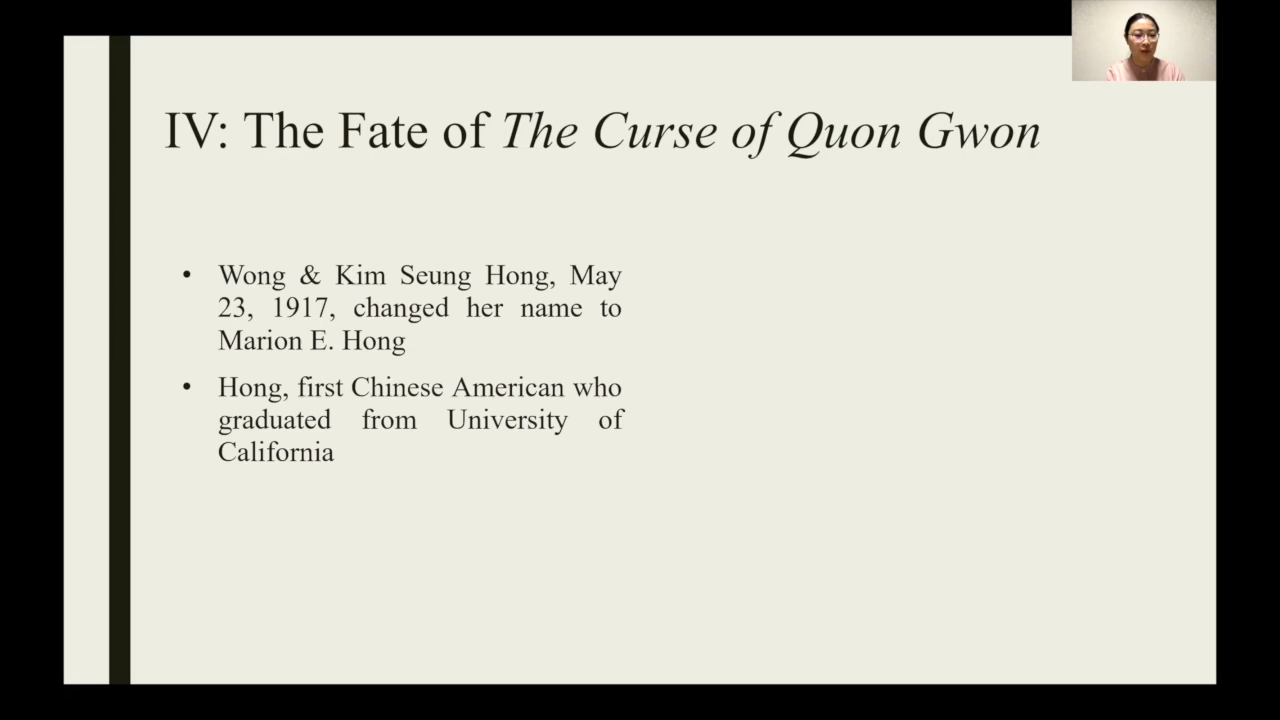 IV: The Fate of The Curse of Quon Gwon
• Wong & Kim Seung Hong, May
23, 1917, changed her name to
Marion E. Hong
• Hong, first Chinese American who
graduated from University of
California